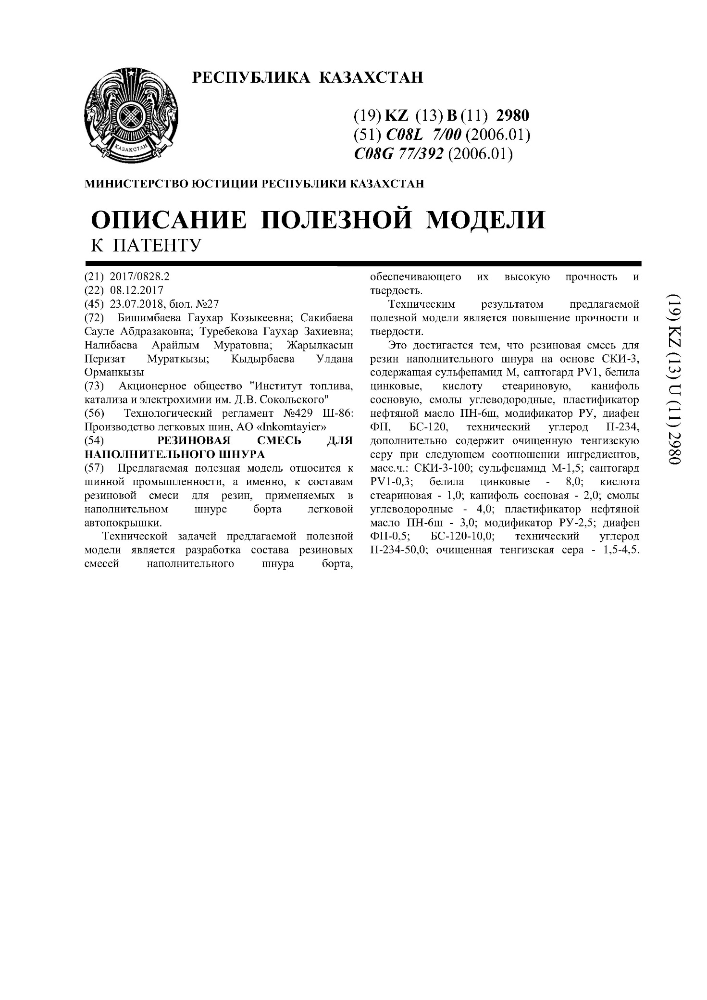 РЕСПУБЛИКА КАЗАХСТАН
(19) KZ (13) B (11) 2980
(51) C08L 7/00 (2006.01)
C08G 77/392 (2006.01)
КАЗАКСТАН
МИНИСТЕРСТВО ЮСТИЦИИ РЕСПУБЛИКИ КАЗАХСТАН
ОПИСАНИЕ ПОЛЕЗНОЙ МОДЕЛИ
К ПАТЕНТУ
(21) 2017/0828.2
(22) 08.12.2017
(45) 23.07.2018, бюл. №27
(72) Бишимбаева Гаухар Козыкеевна; Сакибаева
Сауле Абдразаковна; Туребекова Гаухар Захиевна;
Налибаева Арайлым Муратовна; Жарылкасын
Перизат Мураткызы; Кыдырбаева Улдана
Орманкызы
(73) Акционерное общество "Институт топлива,
катализа и электрохимии им. Д.В. Сокольского"
(56) Технологический регламент №429 Ш-86:
Производство легковых шин, АО «Inkomtayier»
(54) РЕЗИНОВАЯ СМЕСЬ ДЛЯ
НАПОЛНИТЕЛЬНОГО ШНУРА
(57) Предлагаемая полезная модель относится к
шинной промышленности, а именно, к составам
резиновой смеси для резин, применяемых в
наполнительном шнуре борта легковой
автопокрышки.
Технической задачей предлагаемой полезной
модели является разработка состава резиновых
смесей наполнительного шнура борта,
обеспечивающего их высокую прочность и
твердость.
Техническим результатом предлагаемой
полезной модели является повышение прочности и
твердости.
Это достигается тем, что резиновая смесь для
резин наполнительного шнура на основе СКИ-3,
содержащая сульфенамид М, сантогард PV1, белила
цинковые, кислоту стеариновую, канифоль
сосновую, смолы углеводородные, пластификатор
нефтяной масло ПН-6ш, модификатор РУ, диафен
ФП, БС-120, технический углерод П-234,
дополнительно содержит очищенную тенгизскую
серу при следующем соотношении ингредиентов,
масс.ч.: СКИ-3-100; сульфенамид М-1,5; сантогард
PV1-0,3; белила цинковые - 8,0; кислота
стеариновая - 1,0; канифоль сосновая - 2,0; смолы
углеводородные - 4,0; пластификатор нефтяной
масло ПН-6ш - 3,0; модификатор РУ-2,5; диафен
ФП-0,5; БС-120-10,0; технический углерод
П-234-50,0; очищенная тенгизская сера - 1,5-4,5.
(19) KZ (13) U (11) 2980